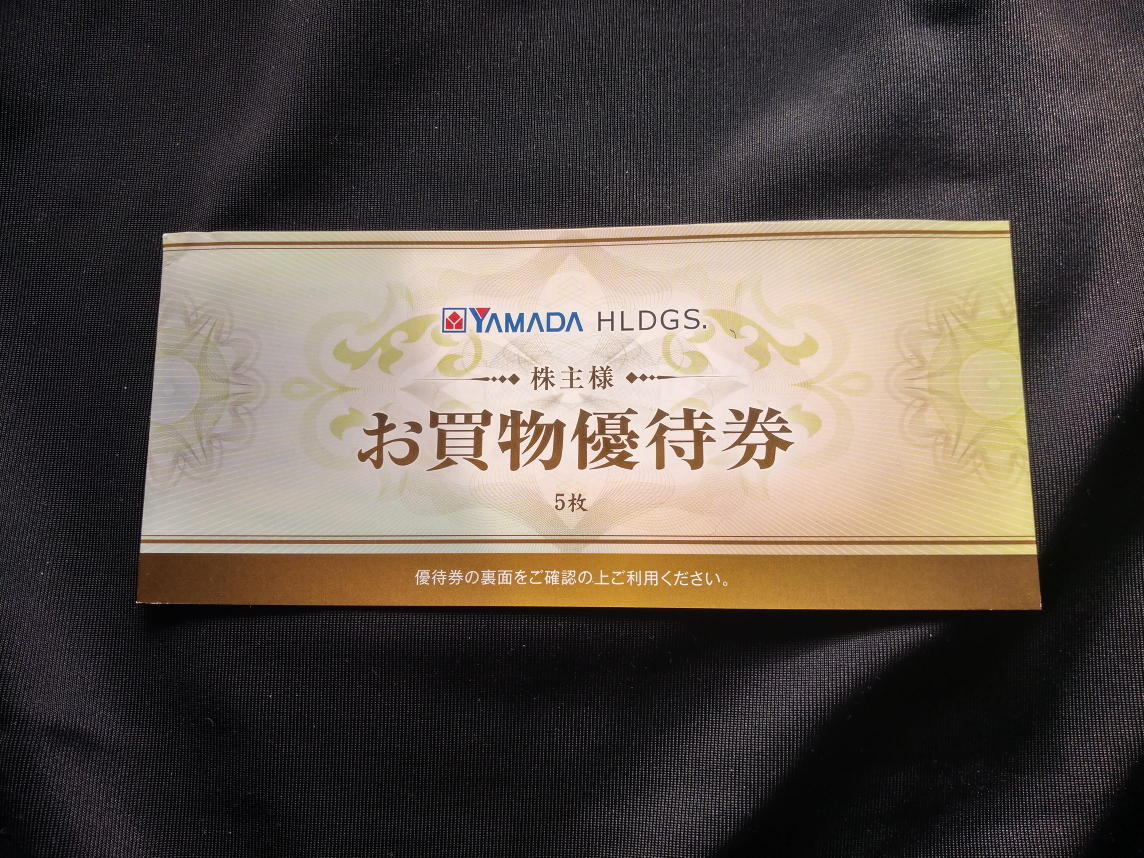 YAMADA HLDGS.
株主様
お買物優待券
5枚
優待券の裏面をご確認の上ご利用ください。